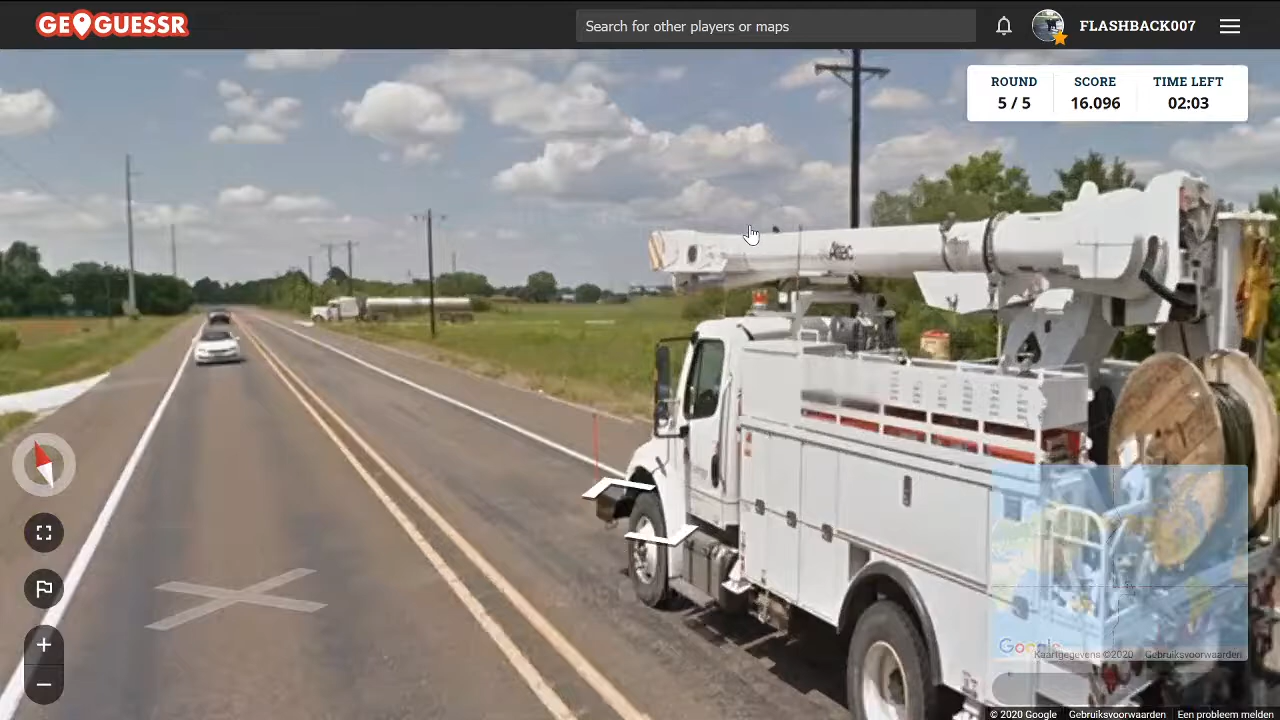 GEOGUESSR
Search for other players or maps
FLASHBACK007
ROUND
5 / 5
SCORE
16.096
TIME LEFT
02:03
Altec
Google
Kaartgegevens ©2020
Gebruiksvoorwaarden
© 2020 Google
Gebruiksvoorwaarden
Een probleem melden